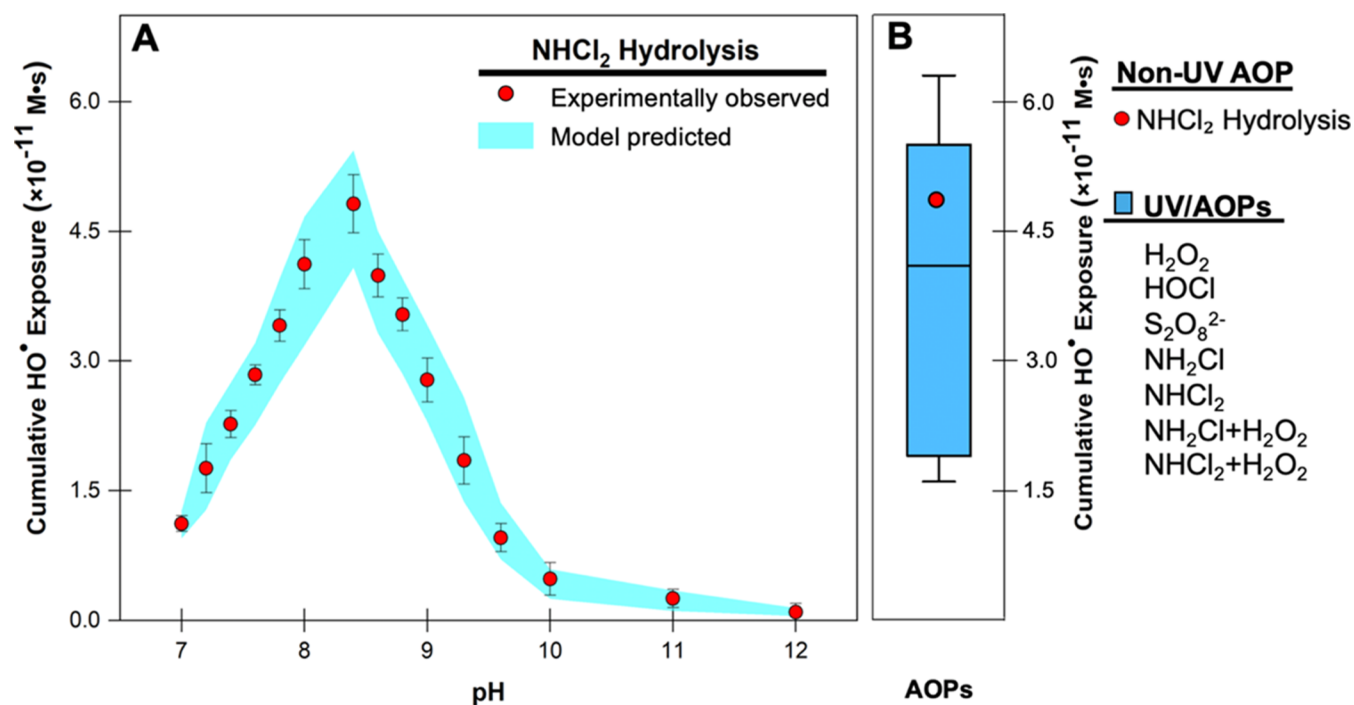 A
NHCl₂ Hydrolysis
Experimentally observed
Model predicted
Cumulative HO• Exposure (×10⁻¹¹ M•s)
6.0
4.5
3.0
1.5
0.0
7
8
9
10
11
12
pH
B
6.0
4.5
3.0
1.5
Cumulative HO• Exposure (×10⁻¹¹ M•s)
AOPs
Non-UV AOP
NHCl₂ Hydrolysis
UV/AOPs
H₂O₂
HOCl
S₂O₈²⁻
NH₂Cl
NHCl₂
NH₂Cl+H₂O₂
NHCl₂+H₂O₂